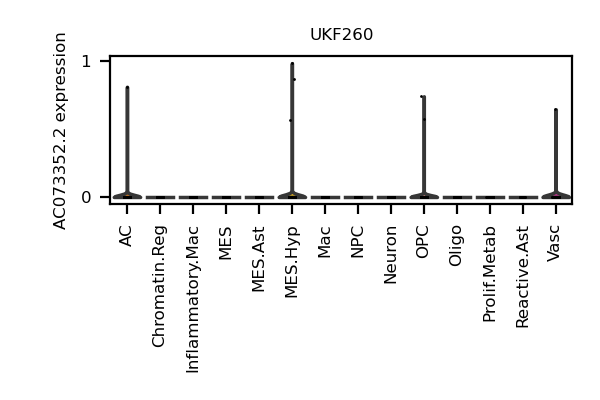 UKF260
AC073352.2 expression
1
0
AC
Chromatin.Reg
Inflammatory.Mac
MES
MES.Ast
MES.Hyp
Mac
NPC
Neuron
OPC
Oligo
Prolif.Metab
Reactive.Ast
Vasc